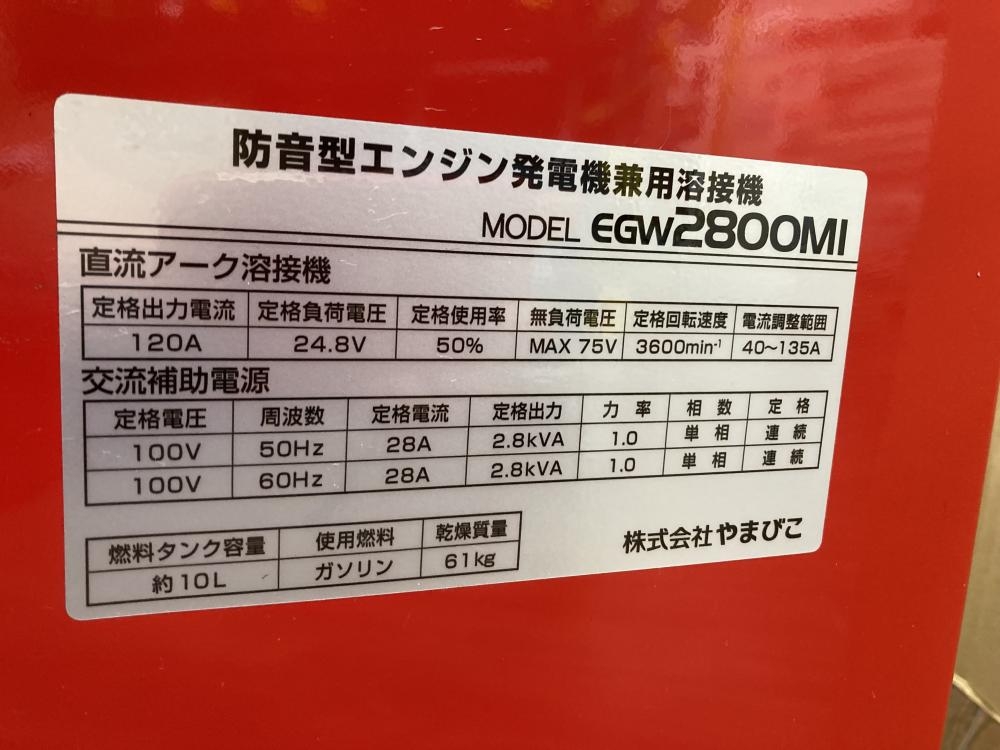 防音型エンジン発電機兼用溶接機
MODEL EGW2800MI
直流アーク溶接機
定格出力電流 定格負荷電圧 定格使用率 無負荷電圧 定格回転速度 電流調整範囲
120A 24.8V 50% MAX 75V 3600min⁻¹ 40〜135A
交流補助電源
定格電圧 周波数 定格電流 定格出力 力率 相数 定格
100V 50Hz 28A 2.8kVA 1.0 単相 連続
100V 60Hz 28A 2.8kVA 1.0 単相 連続
燃料タンク容量 使用燃料 乾燥質量
約10L ガソリン 61kg
株式会社やまびこ